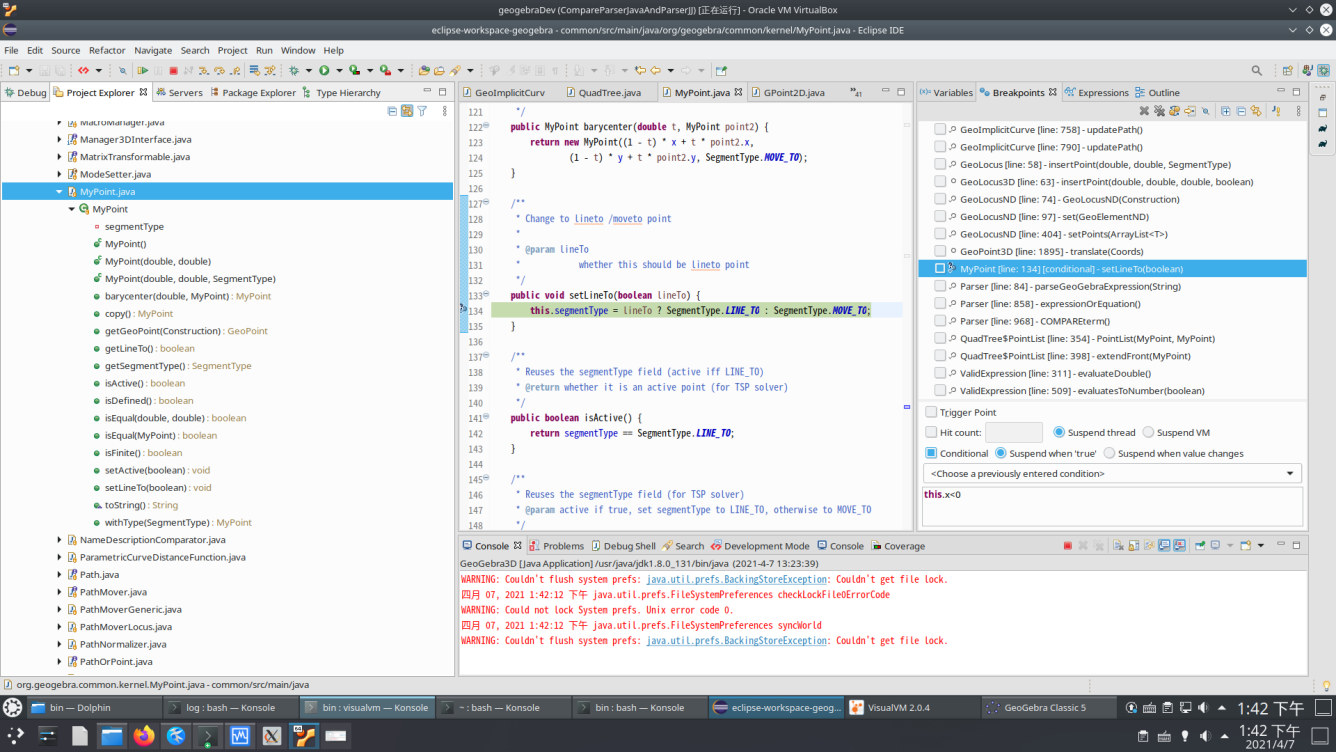 geogebraDev (CompareParserJavaAndParserJJ) [正在运行] - Oracle VM VirtualBox
eclipse-workspace-geogebra - common/src/main/java/org/geogebra/common/kernel/MyPoint.java - Eclipse IDE
File Edit Source Refactor Navigate Search Project Run Window Help
Debug Project Explorer Servers Package Explorer Type Hierarchy
MacroManager.java
Manager3DInterface.java
MatrixTransformable.java
ModeSetter.java
MyPoint.java
MyPoint
segmentType
MyPoint()
MyPoint(double, double)
MyPoint(double, double, SegmentType)
barycenter(double, MyPoint) : MyPoint
copy() : MyPoint
getGeoPoint(Construction) : GeoPoint
getLineTo() : boolean
getSegmentType() : SegmentType
isActive() : boolean
isDefined() : boolean
isEqual(double, double) : boolean
isEqual(MyPoint) : boolean
isFinite() : boolean
setActive(boolean) : void
setLineTo(boolean) : void
toString() : String
withType(SegmentType) : MyPoint
NameDescriptionComparator.java
ParametricCurveDistanceFunction.java
Path.java
PathMover.java
PathMoverGeneric.java
PathMoverLocus.java
PathNormalizer.java
PathOrPoint.java
GeoImplicitCurv QuadTree.java MyPoint.java GPoint2D.java »41
121 */
122 public MyPoint barycenter(double t, MyPoint point2) {
123 return new MyPoint((1 - t) * x + t * point2.x,
124 (1 - t) * y + t * point2.y, SegmentType.MOVE_TO);
125 }
126
127 /**
128 * Change to lineto /moveto point
129 *
130 * @param lineTo
131 * whether this should be lineto point
132 */
133 public void setLineTo(boolean lineTo) {
134 this.segmentType = lineTo ? SegmentType.LINE_TO : SegmentType.MOVE_TO;
135 }
136
137 /**
138 * Reuses the segmentType field (active iff LINE_TO)
139 * @return whether it is an active point (for TSP solver)
140 */
141 public boolean isActive() {
142 return segmentType == SegmentType.LINE_TO;
143 }
144
145 /**
146 * Reuses the segmentType field (for TSP solver)
147 * @param active if true, set segmentType to LINE_TO, otherwise to MOVE_TO
148 */
Variables Breakpoints Expressions Outline
GeoImplicitCurve [line: 758] - updatePath()
GeoImplicitCurve [line: 790] - updatePath()
GeoLocus [line: 58] - insertPoint(double, double, SegmentType)
GeoLocus3D [line: 63] - insertPoint(double, double, double, boolean)
GeoLocusND [line: 74] - GeoLocusND(Construction)
GeoLocusND [line: 97] - set(GeoElementND)
GeoLocusND [line: 404] - setPoints(ArrayList<T>)
GeoPoint3D [line: 1895] - translate(Coords)
MyPoint [line: 134] [conditional] - setLineTo(boolean)
Parser [line: 84] - parseGeoGebraExpression(String)
Parser [line: 858] - expressionOrEquation()
Parser [line: 968] - COMPAREterm()
QuadTree$PointList [line: 354] - PointList(MyPoint, MyPoint)
QuadTree$PointList [line: 398] - extendFront(MyPoint)
ValidExpression [line: 311] - evaluateDouble()
ValidExpression [line: 509] - evaluatesToNumber(boolean)
Trigger Point
Hit count: Suspend thread Suspend VM
Conditional Suspend when 'true' Suspend when value changes
<Choose a previously entered condition>
this.x<0
Console Problems Debug Shell Search Development Mode Console Coverage
GeoGebra3D [Java Application] /usr/java/jdk1.8.0_131/bin/java (2021-4-7 13:23:39)
WARNING: Couldn't flush system prefs: java.util.prefs.BackingStoreException: Couldn't get file lock.
四月 07, 2021 1:42:12 下午 java.util.prefs.FileSystemPreferences checkLockFile0ErrorCode
WARNING: Could not lock System prefs. Unix error code 0.
四月 07, 2021 1:42:12 下午 java.util.prefs.FileSystemPreferences syncWorld
WARNING: Couldn't flush system prefs: java.util.prefs.BackingStoreException: Couldn't get file lock.
org.geogebra.common.kernel.MyPoint.java - common/src/main/java
bin — Dolphin log : bash — Konsole bin : visualvm — Konsole ~ : bash — Konsole bin : bash — Konsole eclipse-workspace-geog... VisualVM 2.0.4 GeoGebra Classic 5 1:42 下午
1:42 下午
2021/4/7